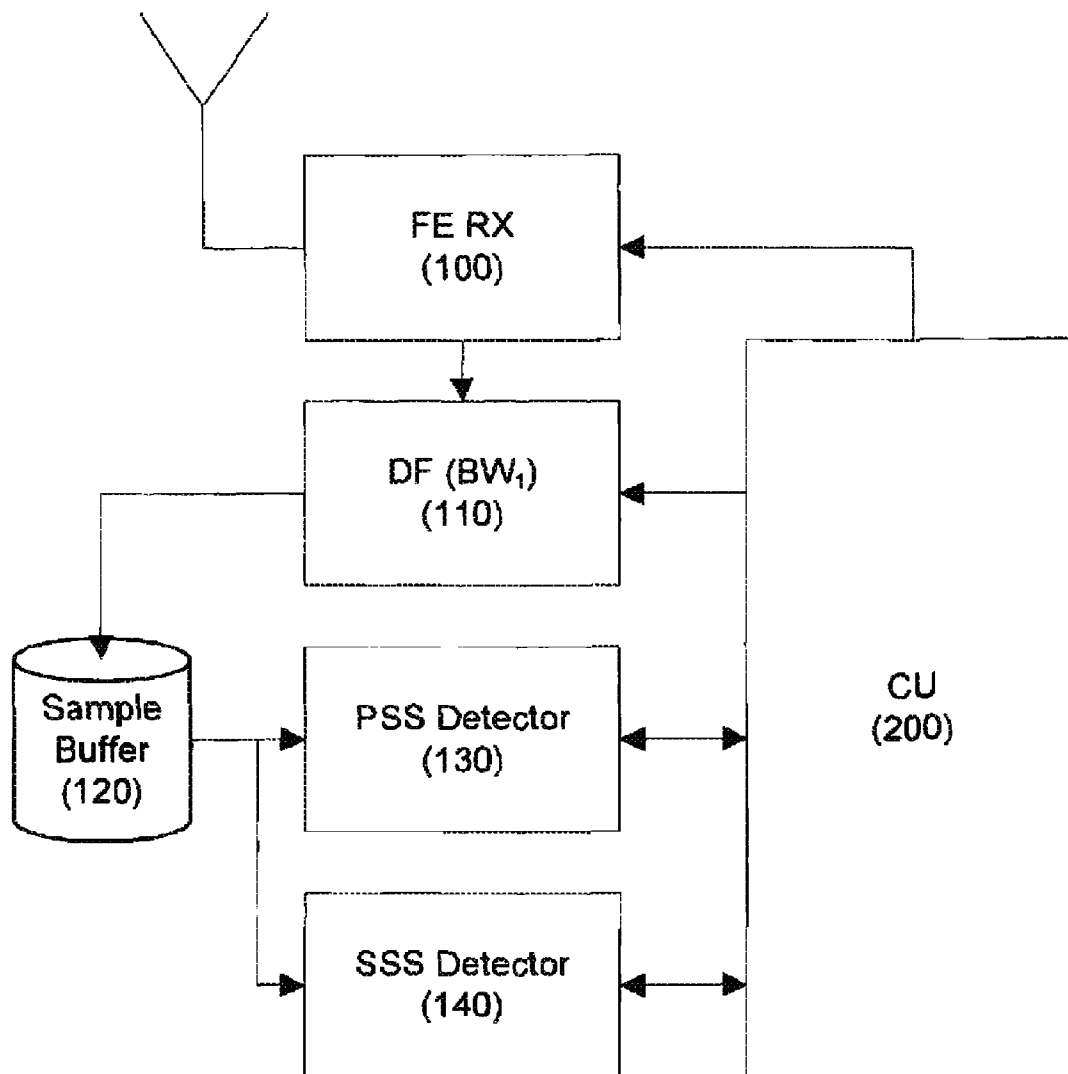 FE RX
(100)
DF (BW₁)
(110)
Sample
Buffer
(120)
PSS Detector
(130)
CU
(200)
SSS Detector
(140)